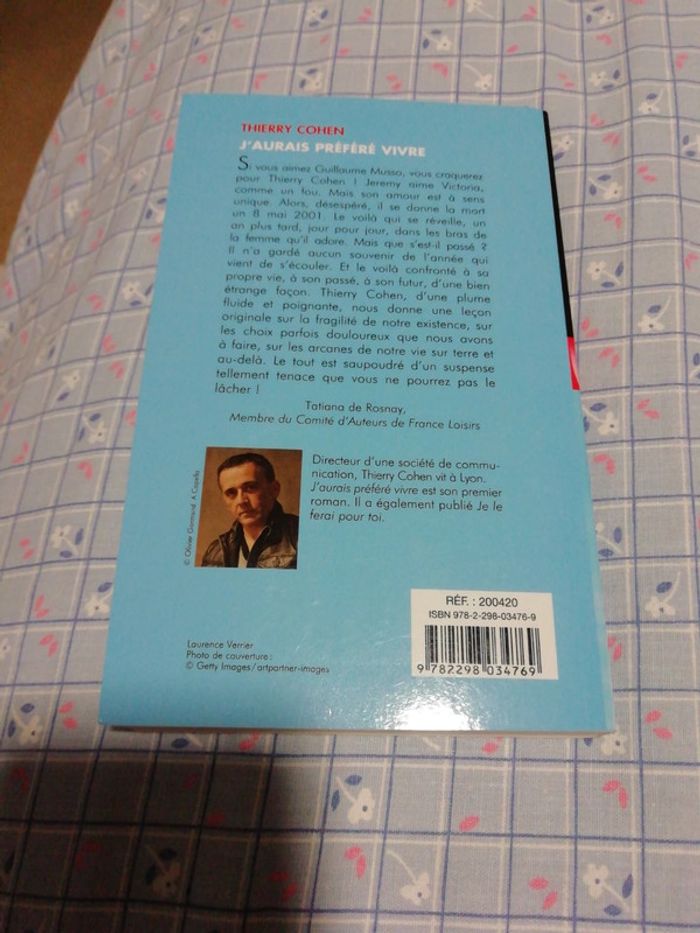 THIERRY COHEN
J'AURAIS PRÉFÉRÉ VIVRE
Si vous aimez Guillaume Musso, vous craquerez
pour Thierry Cohen ! Jeremy aime Victoria,
comme un fou. Mais son amour est à sens
unique. Alors, désespéré, il se donne la mort
un 8 mai 2001. Le voilà qui se réveille, un
an plus tard, jour pour jour, dans les bras de
la femme qu'il adore. Mais que s'est-il passé ?
Il n'a gardé aucun souvenir de l'année qui
vient de s'écouler. Et le voilà confronté à sa
propre vie, à son passé, à son futur, d'une bien
étrange façon. Thierry Cohen, d'une plume
fluide et poignante, nous donne une leçon
originale sur la fragilité de notre existence, sur
les choix parfois douloureux que nous avons
à faire, sur les arcanes de notre vie sur terre et
au-delà. Le tout est saupoudré d'un suspense
tellement tenace que vous ne pourrez pas le
lâcher !
Tatiana de Rosnay,
Membre du Comité d'Auteurs de France Loisirs
© Olivier Gormand. A Capella
Directeur d'une société de commu-
nication, Thierry Cohen vit à Lyon.
J'aurais préféré vivre est son premier
roman. Il a également publié Je le
ferai pour toi.
RÉF. : 200420
ISBN 978-2-298-03476-9
9 782298 034769
Laurence Verrier
Photo de couverture :
© Getty Images/artpartner-images